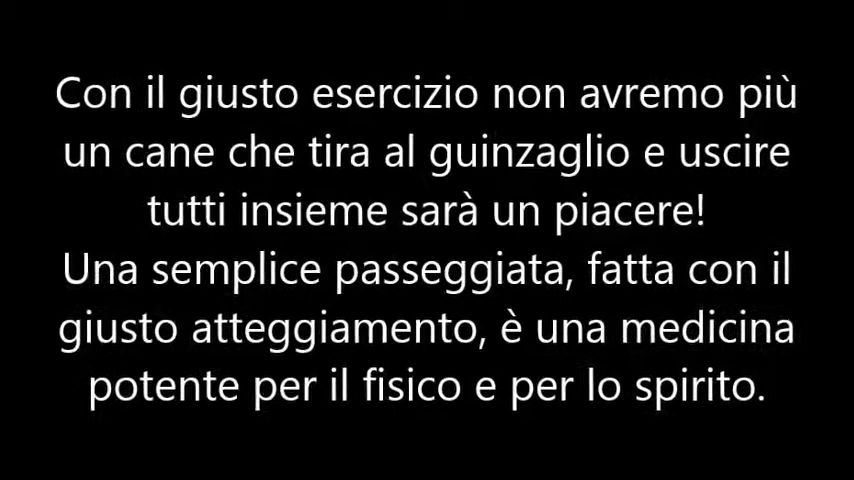 Con il giusto esercizio non avremo più
un cane che tira al guinzaglio e uscire
tutti insieme sarà un piacere!
Una semplice passeggiata, fatta con il
giusto atteggiamento, è una medicina
potente per il fisico e per lo spirito.